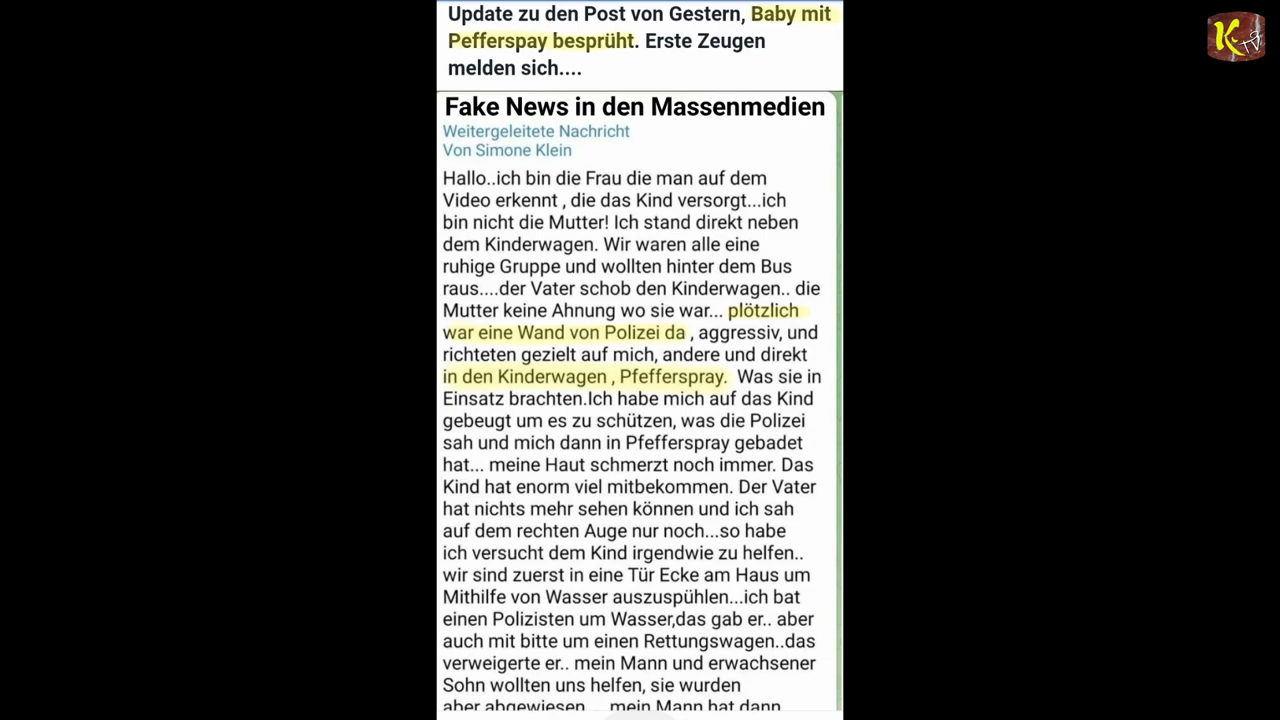 Update zu den Post von Gestern, Baby mit
Pefferspay besprüht. Erste Zeugen
melden sich....
Fake News in den Massenmedien
Weitergeleitete Nachricht
Von Simone Klein
Hallo..ich bin die Frau die man auf dem
Video erkennt , die das Kind versorgt...ich
bin nicht die Mutter! Ich stand direkt neben
dem Kinderwagen. Wir waren alle eine
ruhige Gruppe und wollten hinter dem Bus
raus....der Vater schob den Kinderwagen.. die
Mutter keine Ahnung wo sie war... plötzlich
war eine Wand von Polizei da , aggressiv, und
richteten gezielt auf mich, andere und direkt
in den Kinderwagen , Pfefferspray. Was sie in
Einsatz brachten.Ich habe mich auf das Kind
gebeugt um es zu schützen, was die Polizei
sah und mich dann in Pfefferspray gebadet
hat... meine Haut schmerzt noch immer. Das
Kind hat enorm viel mitbekommen. Der Vater
hat nichts mehr sehen können und ich sah
auf dem rechten Auge nur noch...so habe
ich versucht dem Kind irgendwie zu helfen..
wir sind zuerst in eine Tür Ecke am Haus um
Mithilfe von Wasser auszuspühlen...ich bat
einen Polizisten um Wasser,das gab er.. aber
auch mit bitte um einen Rettungswagen..das
verweigerte er.. mein Mann und erwachsener
Sohn wollten uns helfen, sie wurden
aber abgewiesen.... mein Mann hat dann
K TV